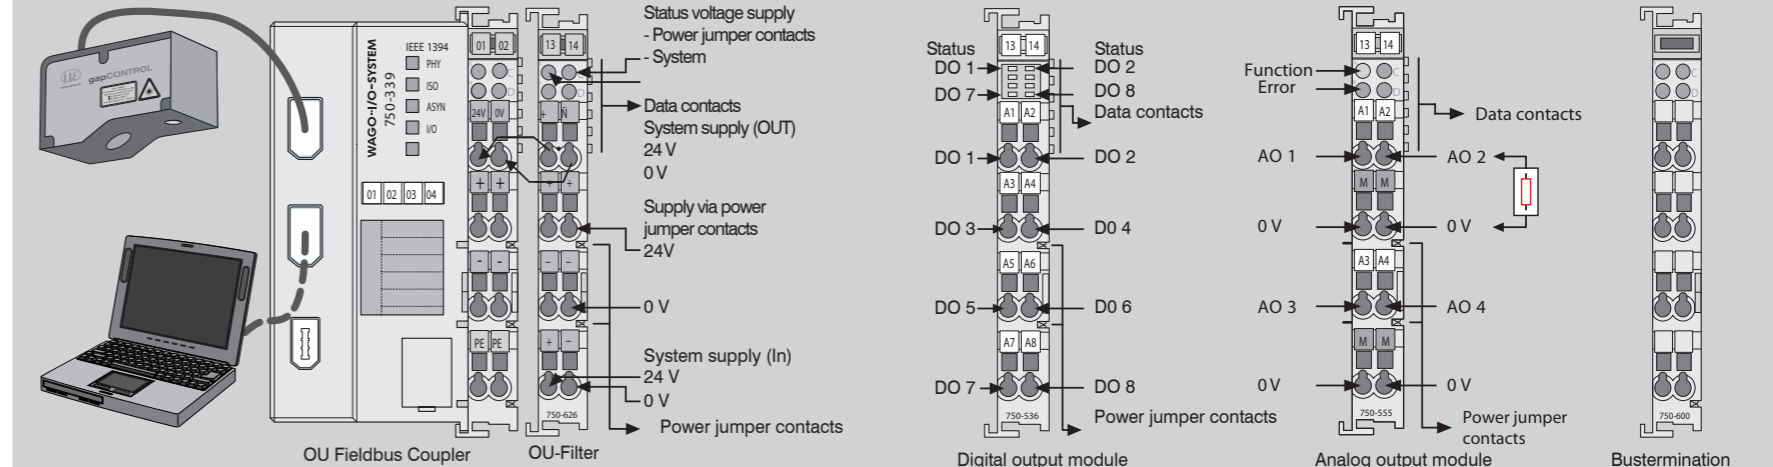 gapCONTROL
WAGO-I/O-SYSTEM
750-339
IEEE 1394
PHY
ISO
ASYN
I/O
01 02 03 04
01 02
C
D
24V 0V
+ +
- -
PE PE
OU Fieldbus Coupler
13 14
C
D
+ Ñ
+ +
- -
+ -
750-626
OU-Filter
Status voltage supply
- Power jumper contacts
- System
Data contacts
System supply (OUT)
24 V
0 V
Supply via power
jumper contacts
24V
0 V
System supply (In)
24 V
0 V
Power jumper contacts
Status
DO 1
DO 7
DO 1
DO 3
DO 5
DO 7
13 14
A1 A2
A3 A4
A5 A6
A7 A8
750-536
Status
DO 2
DO 8
Data contacts
DO 2
D0 4
D0 6
DO 8
Power jumper contacts
Digital output module
Function
Error
AO 1
0 V
AO 3
0 V
13 14
C
D
A1 A2
M M
A3 A4
M M
750-555
Data contacts
AO 2
0 V
AO 4
0 V
Power jumper
contacts
Analog output module
C
D
750-600
Bustermination